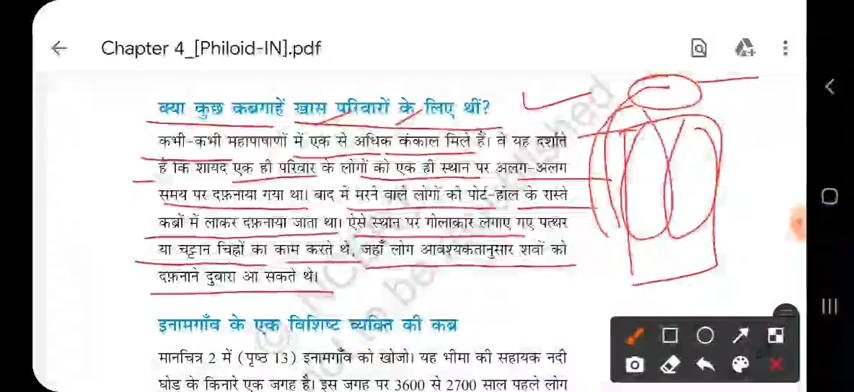 Chapter 4_[Philoid-IN].pdf
क्या कुछ कब्रगाहें ख़ास परिवारों के लिए थीं?
कभी-कभी महापाषाणों में एक से अधिक कंकाल मिले हैं। वे यह दर्शाते
हैं कि शायद एक ही परिवार के लोगों को एक ही स्थान पर अलग-अलग
समय पर दफ़नाया गया था। बाद में मरने वाले लोगों को पोर्ट-होल के रास्ते
कब्रों में लाकर दफ़नाया जाता था। ऐसे स्थान पर गोलाकार लगाए गए पत्थर
या चट्टान चिह्नों का काम करते थे, जहाँ लोग आवश्यकतानुसार शवों को
दफ़नाने दुबारा आ सकते थे।
इनामगाँव के एक विशिष्ट व्यक्ति की कब्र
मानचित्र 2 में (पृष्ठ 13) इनामगाँव को खोजो। यह भीमा की सहायक नदी
घोड के किनारे एक जगह है। इस जगह पर 3600 से 2700 साल पहले लोग